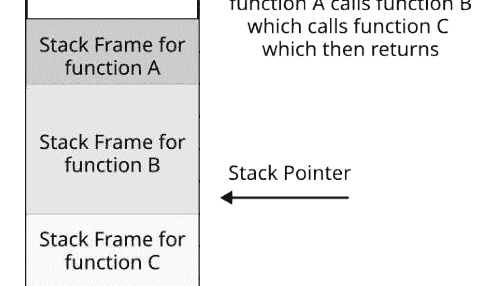 function A calls function B
which calls function C
which then returns
Stack Frame for
function A
Stack Frame for
function B
Stack Pointer
Stack Frame for
function C